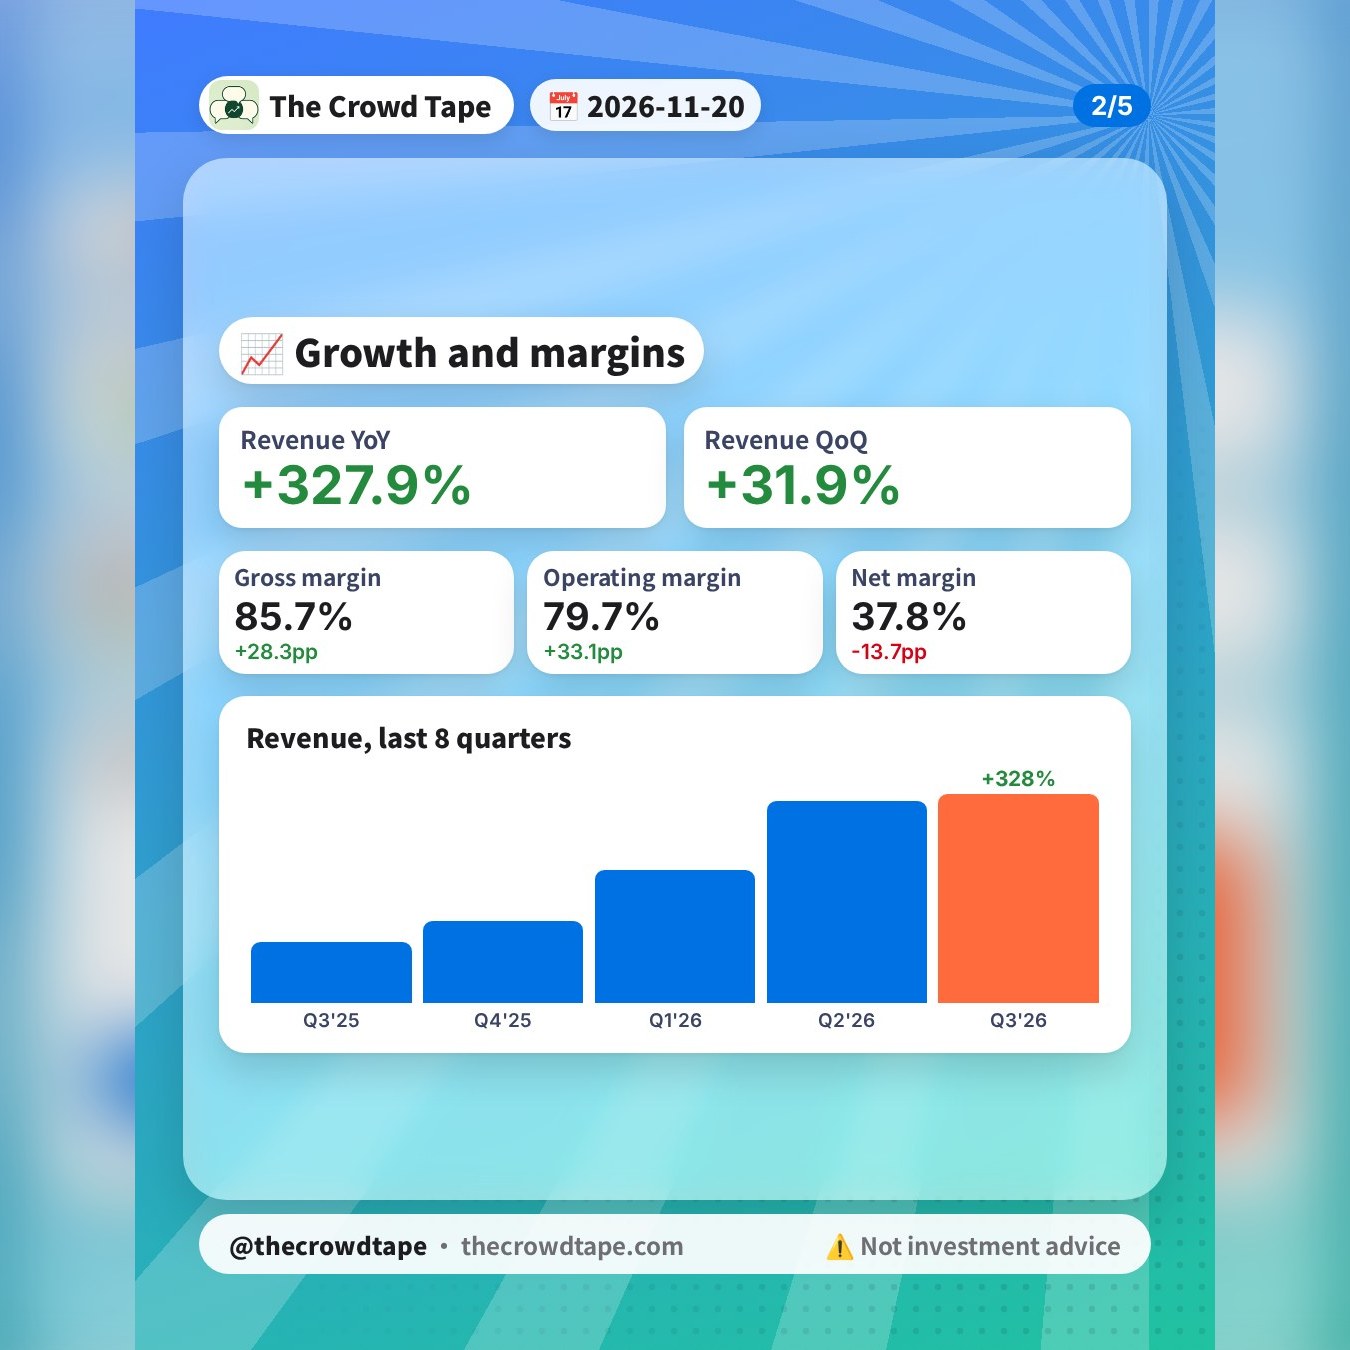 The Crowd Tape
2026-11-20
2/5
Growth and margins
Revenue YoY
+327.9%
Revenue QoQ
+31.9%
Gross margin
85.7%
+28.3pp
Operating margin
79.7%
+33.1pp
Net margin
37.8%
-13.7pp
Revenue, last 8 quarters
+328%
Q3'25
Q4'25
Q1'26
Q2'26
Q3'26
@thecrowdtape • thecrowdtape.com
⚠️ Not investment advice